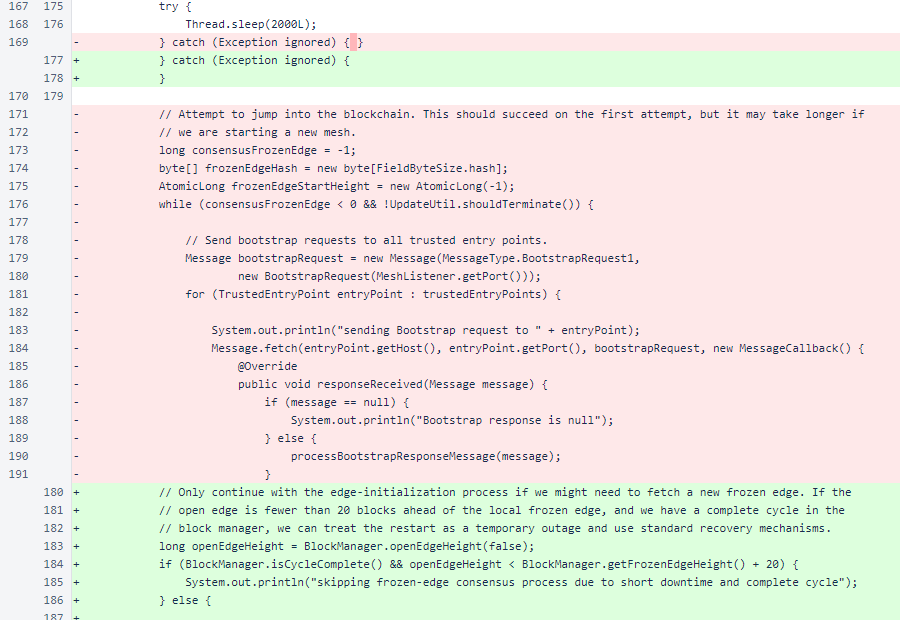 167 175 try {
168 176 Thread.sleep(2000L);
169 - } catch (Exception ignored) { }
177 + } catch (Exception ignored) {
178 + }
170 179
171 - // Attempt to jump into the blockchain. This should succeed on the first attempt, but it may take longer if
172 - // we are starting a new mesh.
173 - long consensusFrozenEdge = -1;
174 - byte[] frozenEdgeHash = new byte[FieldByteSize.hash];
175 - AtomicLong frozenEdgeStartHeight = new AtomicLong(-1);
176 - while (consensusFrozenEdge < 0 && !UpdateUtil.shouldTerminate()) {
177 -
178 - // Send bootstrap requests to all trusted entry points.
179 - Message bootstrapRequest = new Message(MessageType.BootstrapRequest1,
180 - new BootstrapRequest(MeshListener.getPort()));
181 - for (TrustedEntryPoint entryPoint : trustedEntryPoints) {
182 -
183 - System.out.println("sending Bootstrap request to " + entryPoint);
184 - Message.fetch(entryPoint.getHost(), entryPoint.getPort(), bootstrapRequest, new MessageCallback() {
185 - @Override
186 - public void responseReceived(Message message) {
187 - if (message == null) {
188 - System.out.println("Bootstrap response is null");
189 - } else {
190 - processBootstrapResponseMessage(message);
191 - }
180 + // Only continue with the edge-initialization process if we might need to fetch a new frozen edge. If the
181 + // open edge is fewer than 20 blocks ahead of the local frozen edge, and we have a complete cycle in the
182 + // block manager, we can treat the restart as a temporary outage and use standard recovery mechanisms.
183 + long openEdgeHeight = BlockManager.openEdgeHeight(false);
184 + if (BlockManager.isCycleComplete() && openEdgeHeight < BlockManager.getFrozenEdgeHeight() + 20) {
185 + System.out.println("skipping frozen-edge consensus process due to short downtime and complete cycle");
186 + } else {
187 +